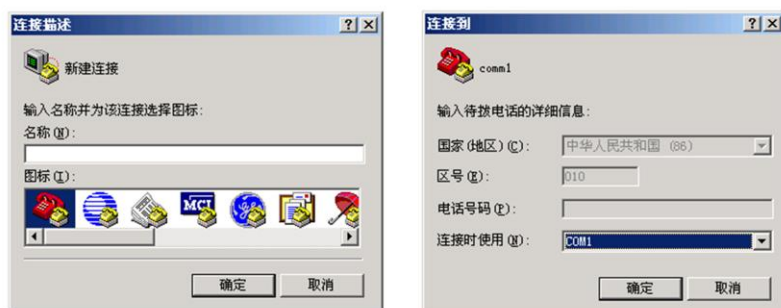 连接描述
新建连接
输入名称并为该连接选择图标:
名称(N):
图标(I):
MCI
确定
取消
连接到
comm1
输入待拨电话的详细信息:
国家(地区)(C): 中华人民共和国 (86)
区号(E): 010
电话号码(P):
连接时使用(N): COM1
确定
取消